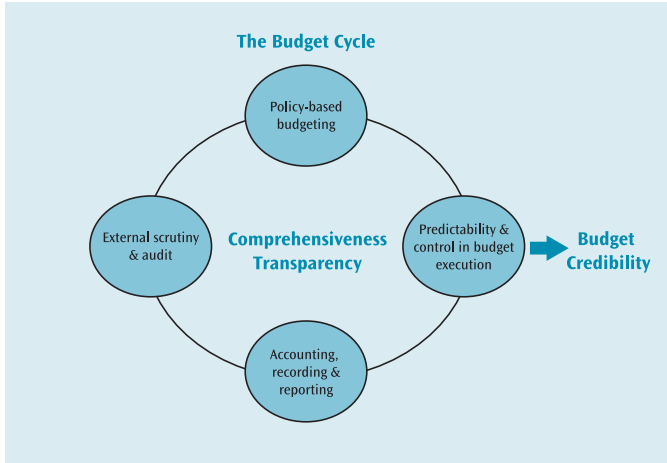 The Budget Cycle
Policy-based
budgeting
External scrutiny
& audit
Comprehensiveness
Transparency
Predictability &
control in budget
execution
Budget
Credibility
Accounting,
recording &
reporting